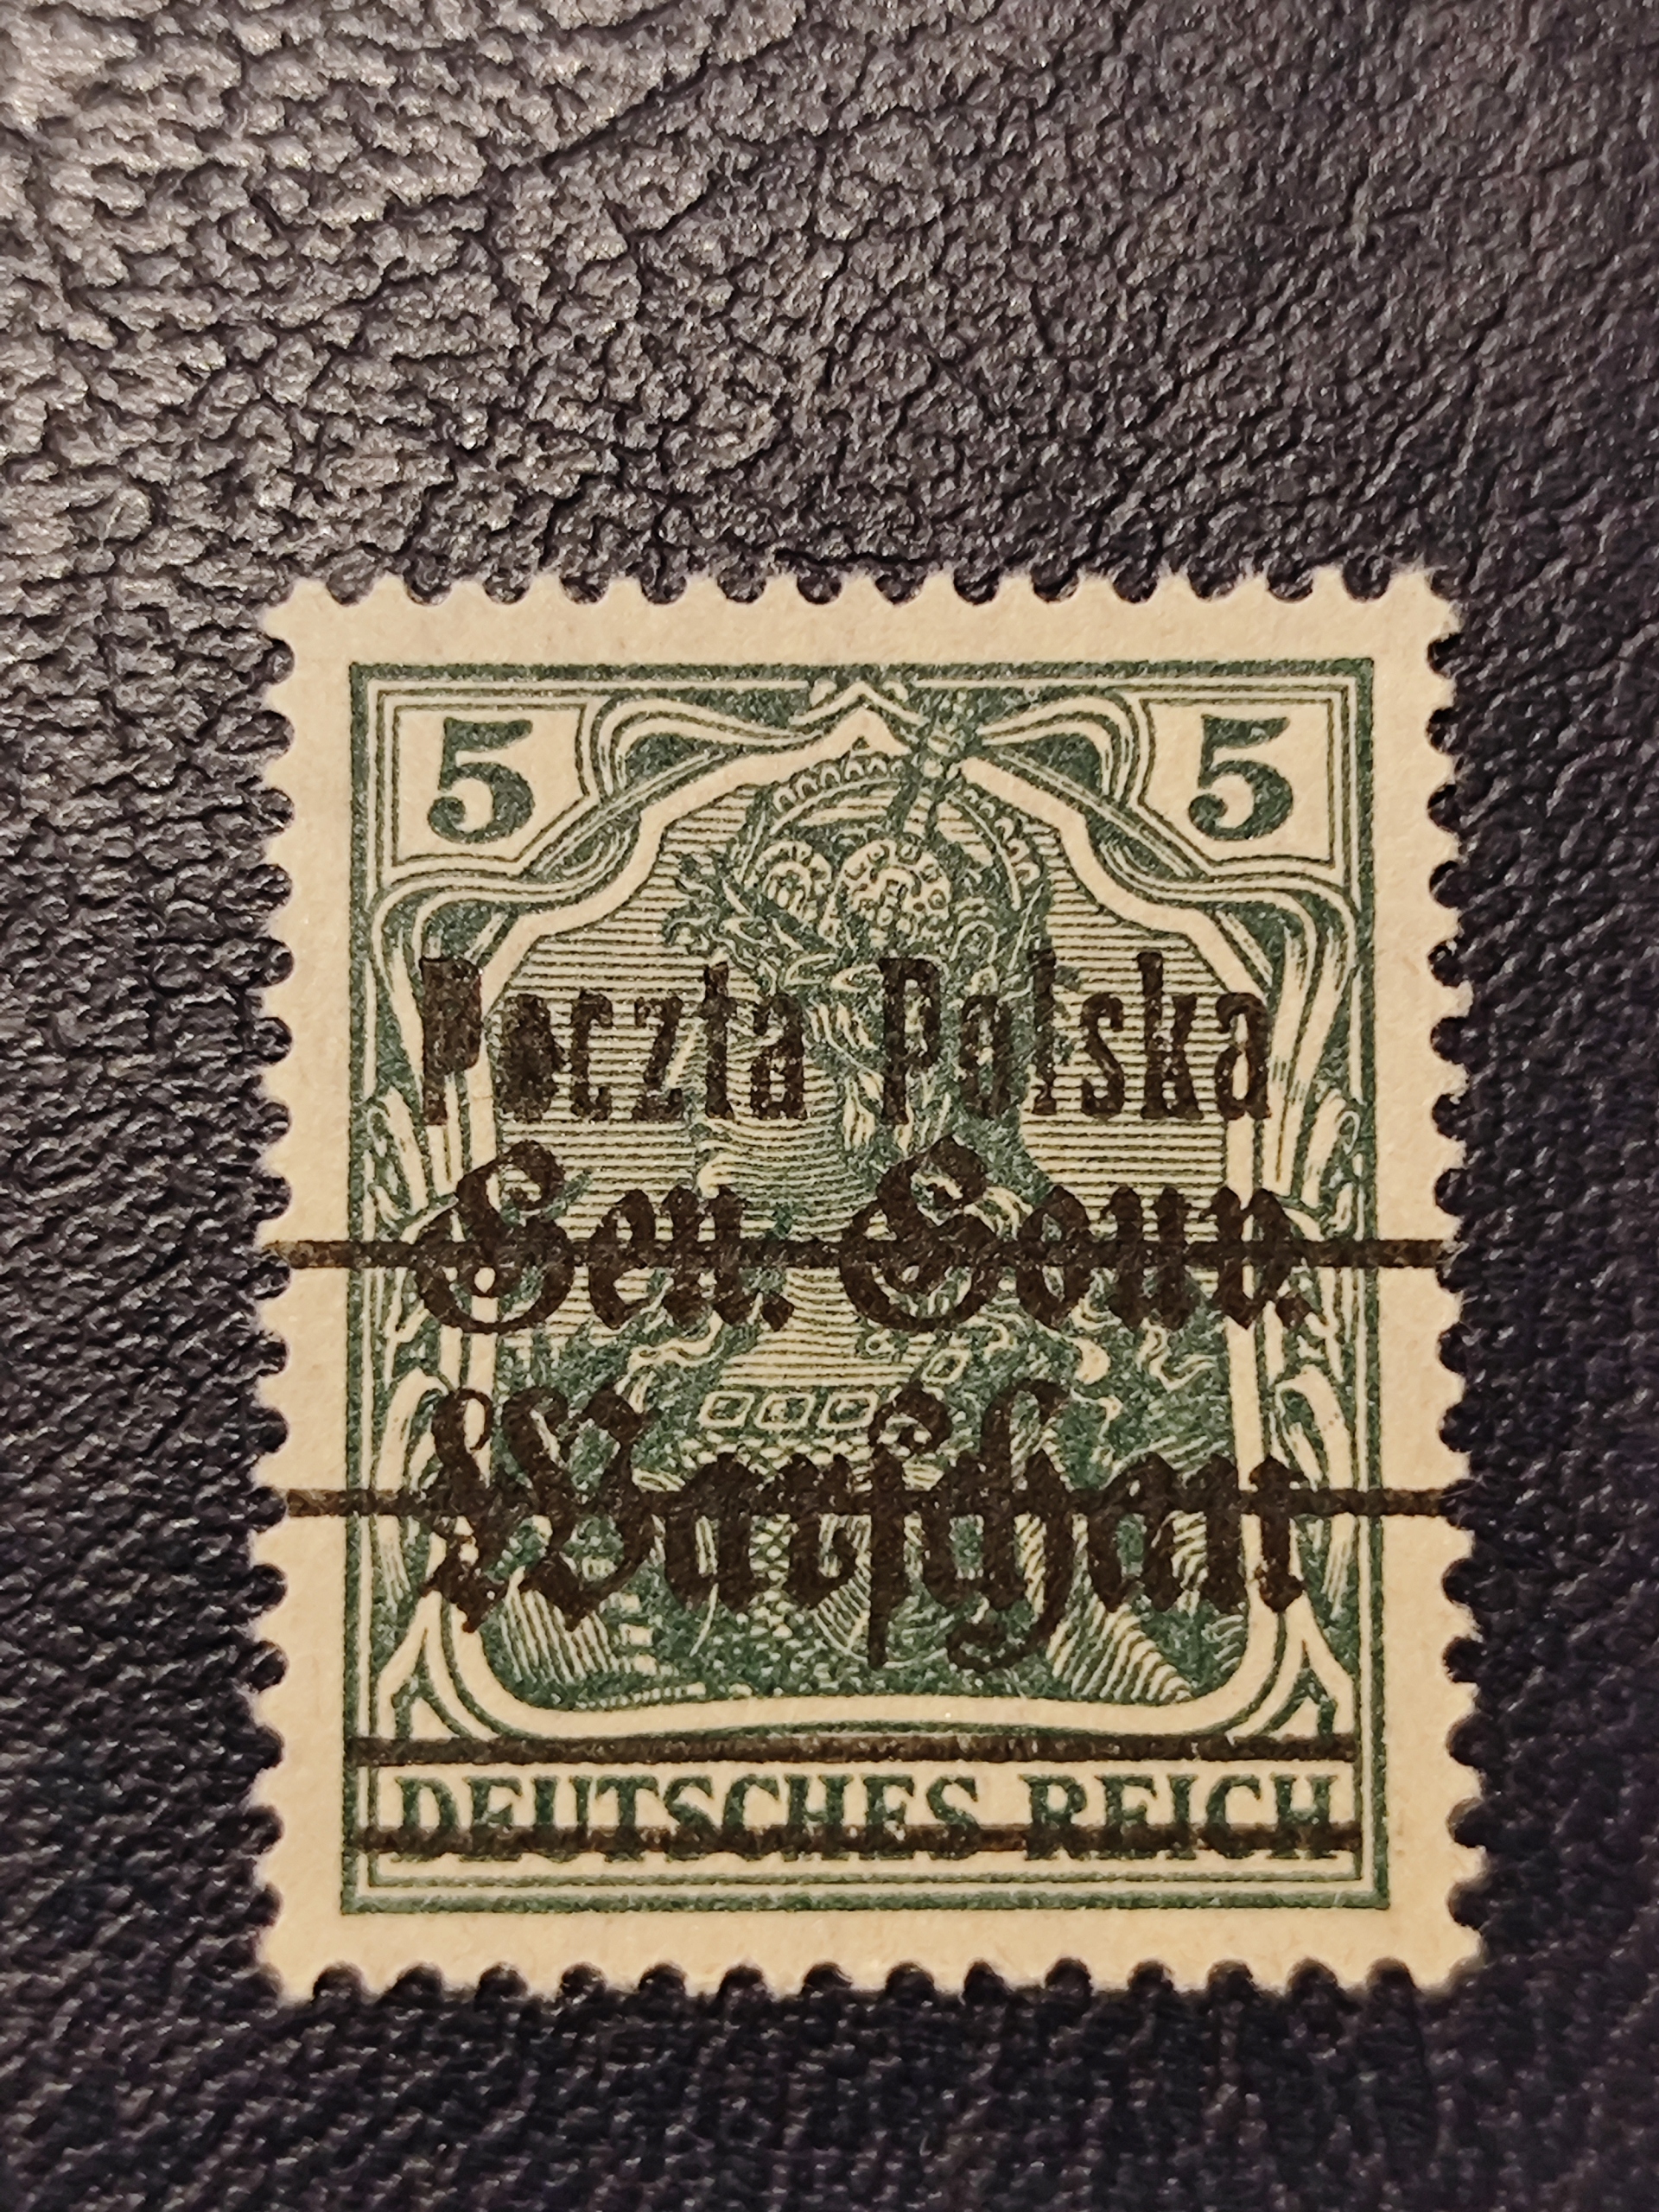 5 5
Poczta Polska
Gen. Gouv.
Warschau
DEUTSCHES REICH